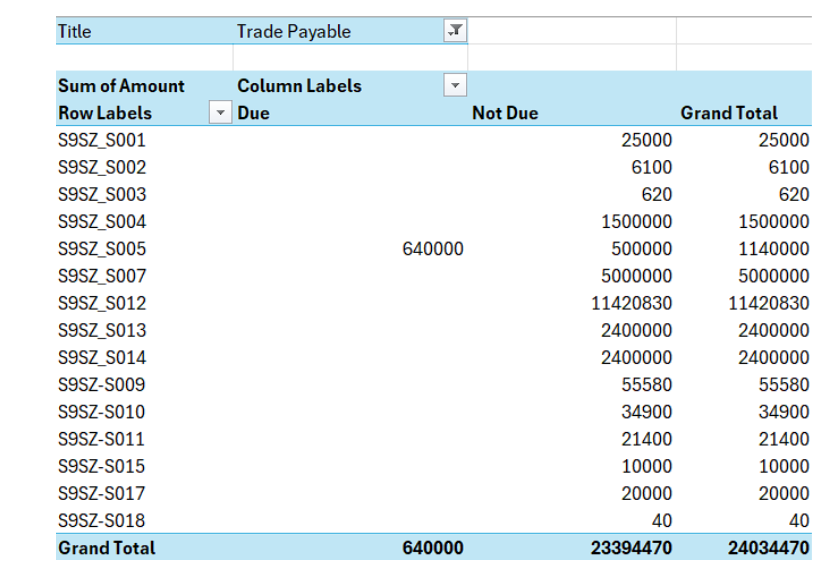 Title Trade Payable
Sum of Amount Column Labels
Row Labels Due Not Due Grand Total
S9SZ_S001 25000 25000
S9SZ_S002 6100 6100
S9SZ_S003 620 620
S9SZ_S004 1500000 1500000
S9SZ_S005 640000 500000 1140000
S9SZ_S007 5000000 5000000
S9SZ_S012 11420830 11420830
S9SZ_S013 2400000 2400000
S9SZ_S014 2400000 2400000
S9SZ-S009 55580 55580
S9SZ-S010 34900 34900
S9SZ-S011 21400 21400
S9SZ-S015 10000 10000
S9SZ-S017 20000 20000
S9SZ-S018 40 40
Grand Total 640000 23394470 24034470